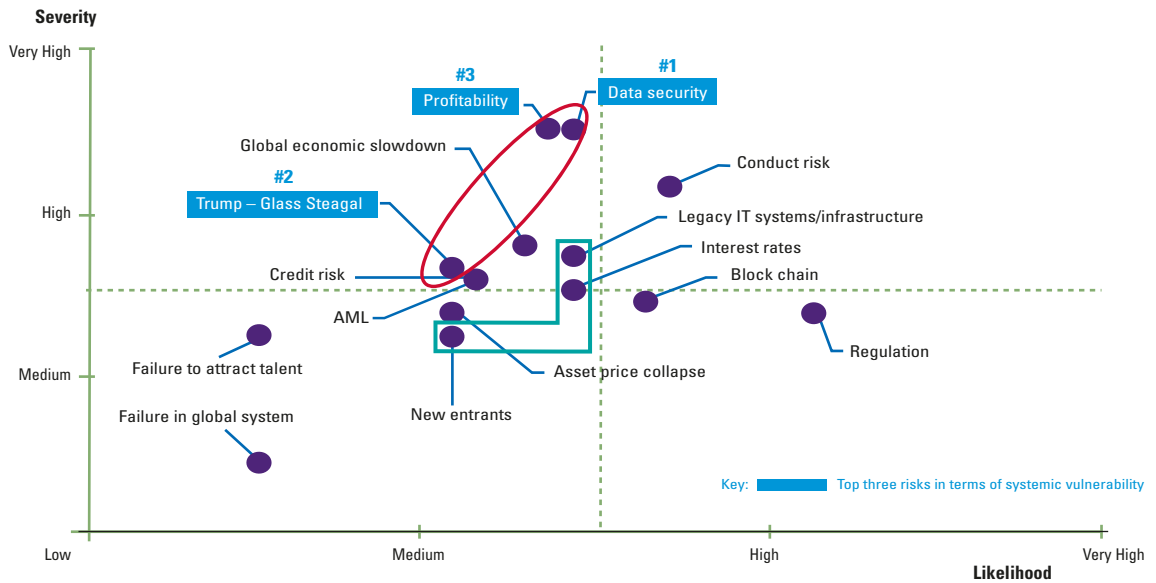 Severity
Very High
#1
#3
Data security
Profitability
Global economic slowdown
Conduct risk
#2
Trump – Glass Steagal
High
Legacy IT systems/infrastructure
Interest rates
Credit risk
Block chain
AML
Regulation
Failure to attract talent
Asset price collapse
Medium
New entrants
Failure in global system
Key:
Top three risks in terms of systemic vulnerability
Low
Medium
High
Very High
Likelihood